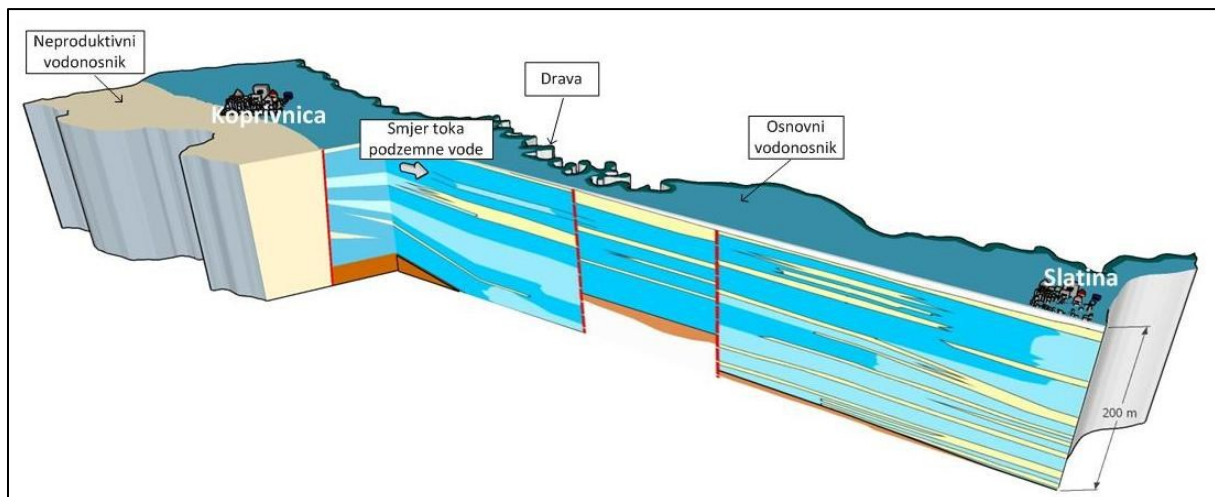 Neproduktivni
vodonosnik
Koprivnica
Drava
Smjer toka
podzemne vode
Osnovni
vodonosnik
Slatina
200 m